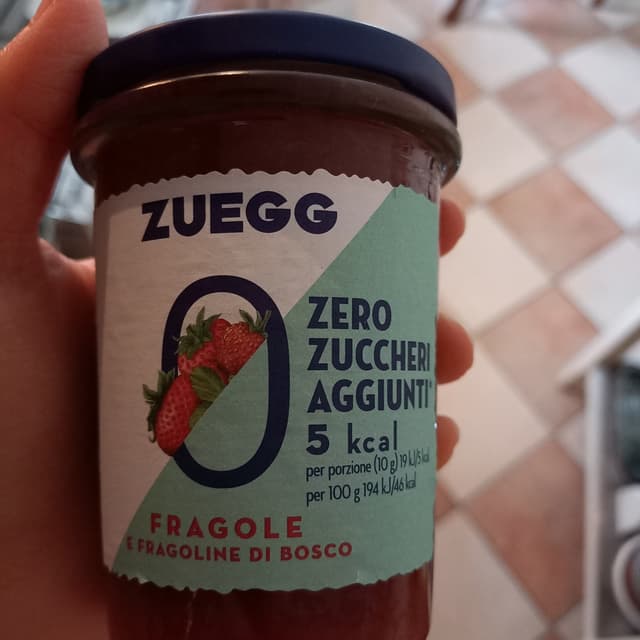 ZUEGG
0
ZERO
ZUCCHERI
AGGIUNTI*
5 kcal
per porzione (10 g) 19 kJ/5 kcal
per 100 g 194 kJ/46 kcal
FRAGOLE
E FRAGOLINE DI BOSCO